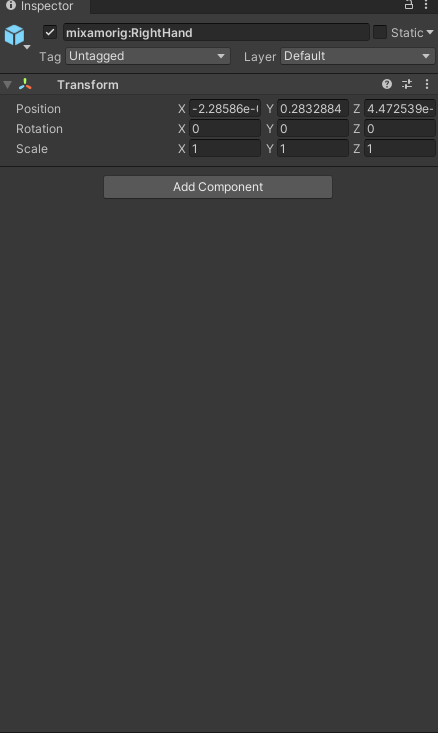 Inspector
mixamorig:RightHand Static
Tag Untagged Layer Default
Transform
Position X -2.28586e-0 Y 0.2832884 Z 4.472539e-
Rotation X 0 Y 0 Z 0
Scale X 1 Y 1 Z 1
Add Component